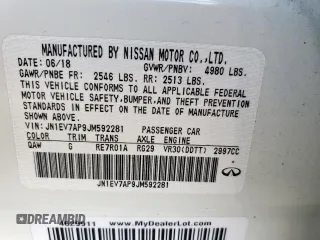 MANUFACTURED BY NISSAN MOTOR CO.,LTD.
DATE: 06/18 GVWR/PNBV: 4980 LBS.
GAWR/PNBE FR: 2546 LBS. RR: 2513 LBS.
THIS VEHICLE CONFORMS TO ALL APPLICABLE
FEDERAL MOTOR VEHICLE SAFETY, BUMPER, AND THEFT
PREVENTION STANDARDS IN EFFECT ON THE DATE OF
MANUFACTURE SHOWN ABOVE.
VIN: JN1EV7AP9JM592281 PASSENGER CAR
COLOR TRIM TRANS AXLE ENGINE
QAW G RE7R01A RG29 VR30(DDTT) 2997CC
JN1EV7AP9JM592281
INFINITI
DRIVESAFELY
www.MyDealerLot.com